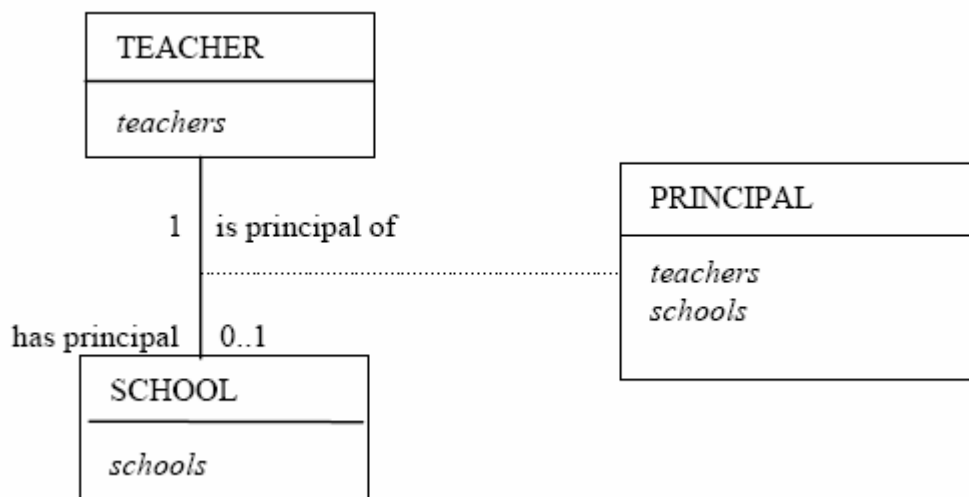 TEACHER
teachers
1 is principal of
PRINCIPAL
teachers
schools
has principal 0..1
SCHOOL
schools